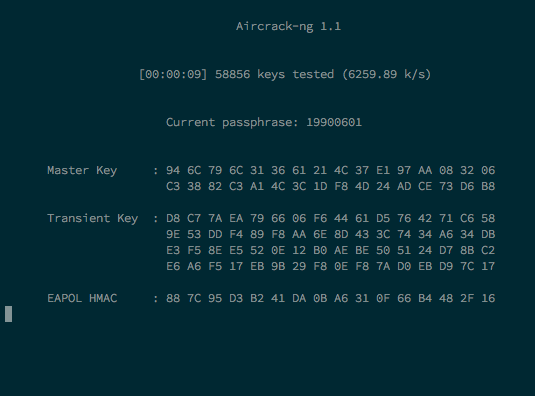 Aircrack-ng 1.1
[00:00:09] 58856 keys tested (6259.89 k/s)
Current passphrase: 19900601
Master Key : 94 6C 79 6C 31 36 61 21 4C 37 E1 97 AA 08 32 06
C3 38 82 C3 A1 4C 3C 1D F8 4D 24 AD CE 73 D6 B8
Transient Key : D8 C7 7A EA 79 66 06 F6 44 61 D5 76 42 71 C6 58
9E 53 DD F4 89 F8 AA 6E 8D 43 3C 74 34 A6 34 DB
E3 F5 8E E5 52 0E 12 B0 AE BE 50 51 24 D7 8B C2
E6 A6 F5 17 EB 9B 29 F8 0E F8 7A D0 EB D9 7C 17
EAPOL HMAC : 88 7C 95 D3 B2 41 DA 0B A6 31 0F 66 B4 48 2F 16